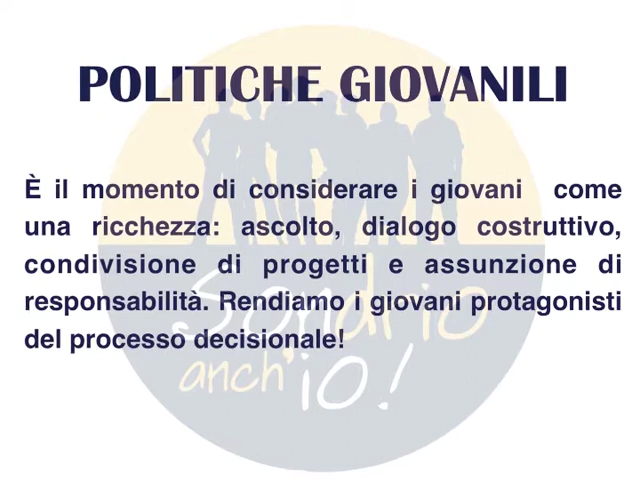 POLITICHE GIOVANILI
È il momento di considerare i giovani come
una ricchezza: ascolto, dialogo costruttivo,
condivisione di progetti e assunzione di
responsabilità. Rendiamo i giovani protagonisti
del processo decisionale!
Sondrio
anch'io!